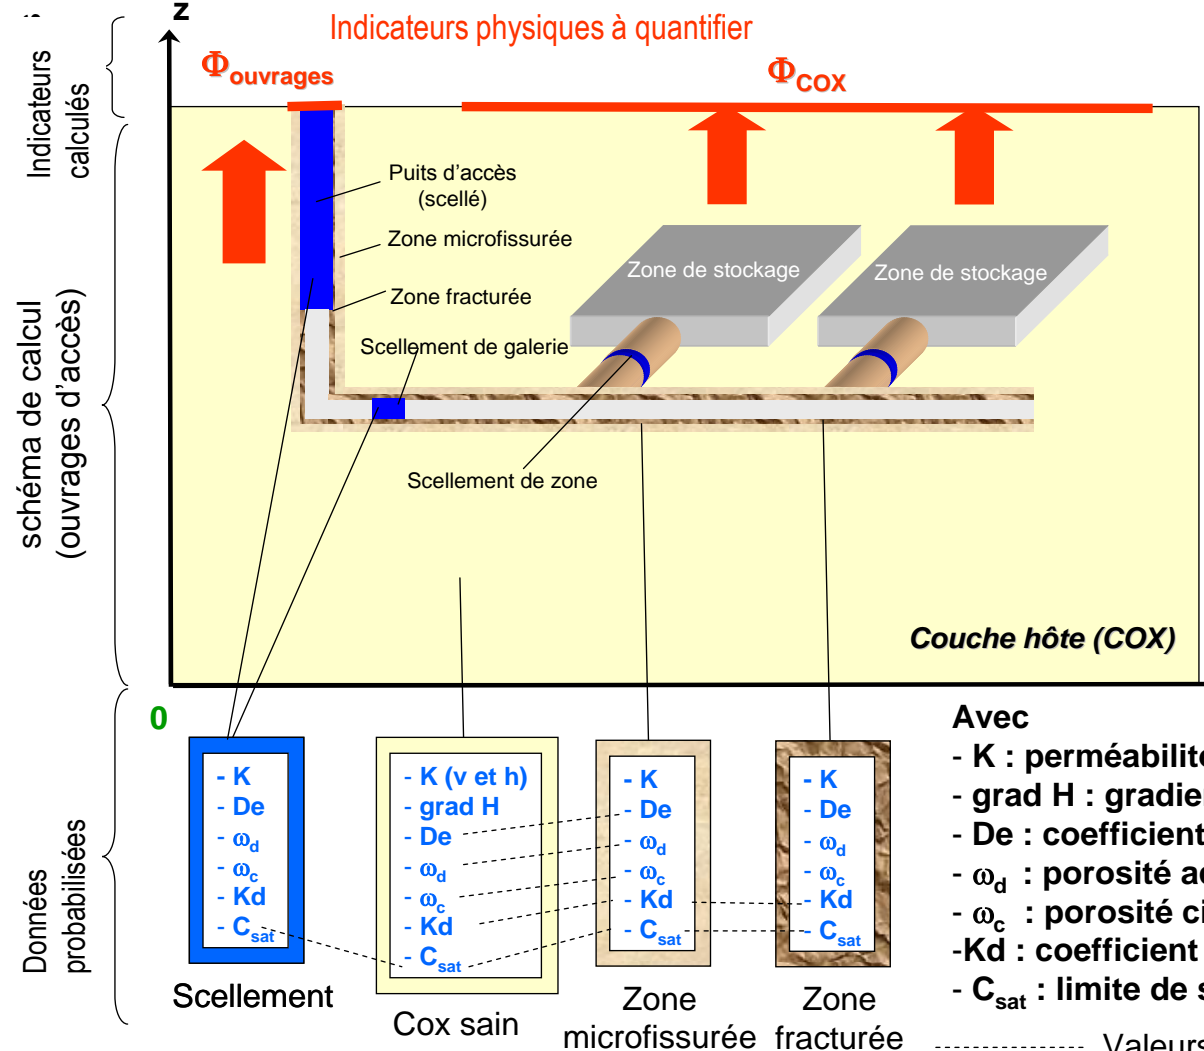 z
Indicateurs physiques à quantifier
Indicateurs
calculés
Φouvrages
ΦCOX
Puits d'accès
(scellé)
Zone microfissurée
Zone fracturée
Scellement de galerie
Zone de stockage
Zone de stockage
Scellement de zone
schéma de calcul
(ouvrages d'accès)
Couche hôte (COX)
0
Données
probabilisées
- K
- De
- ωd
- ωc
- Kd
- Csat
Scellement
- K (v et h)
- grad H
- De
- ωd
- ωc
- Kd
- Csat
Cox sain
- K
- De
- ωd
- ωc
- Kd
- Csat
Zone
microfissurée
- K
- De
- ωd
- ωc
- Kd
- Csat
Zone
fracturée
Avec
- K : perméabilité
- grad H : gradie
- De : coefficient
- ωd : porosité ac
- ωc : porosité ci
-Kd : coefficient
- Csat : limite de s
Valeurs